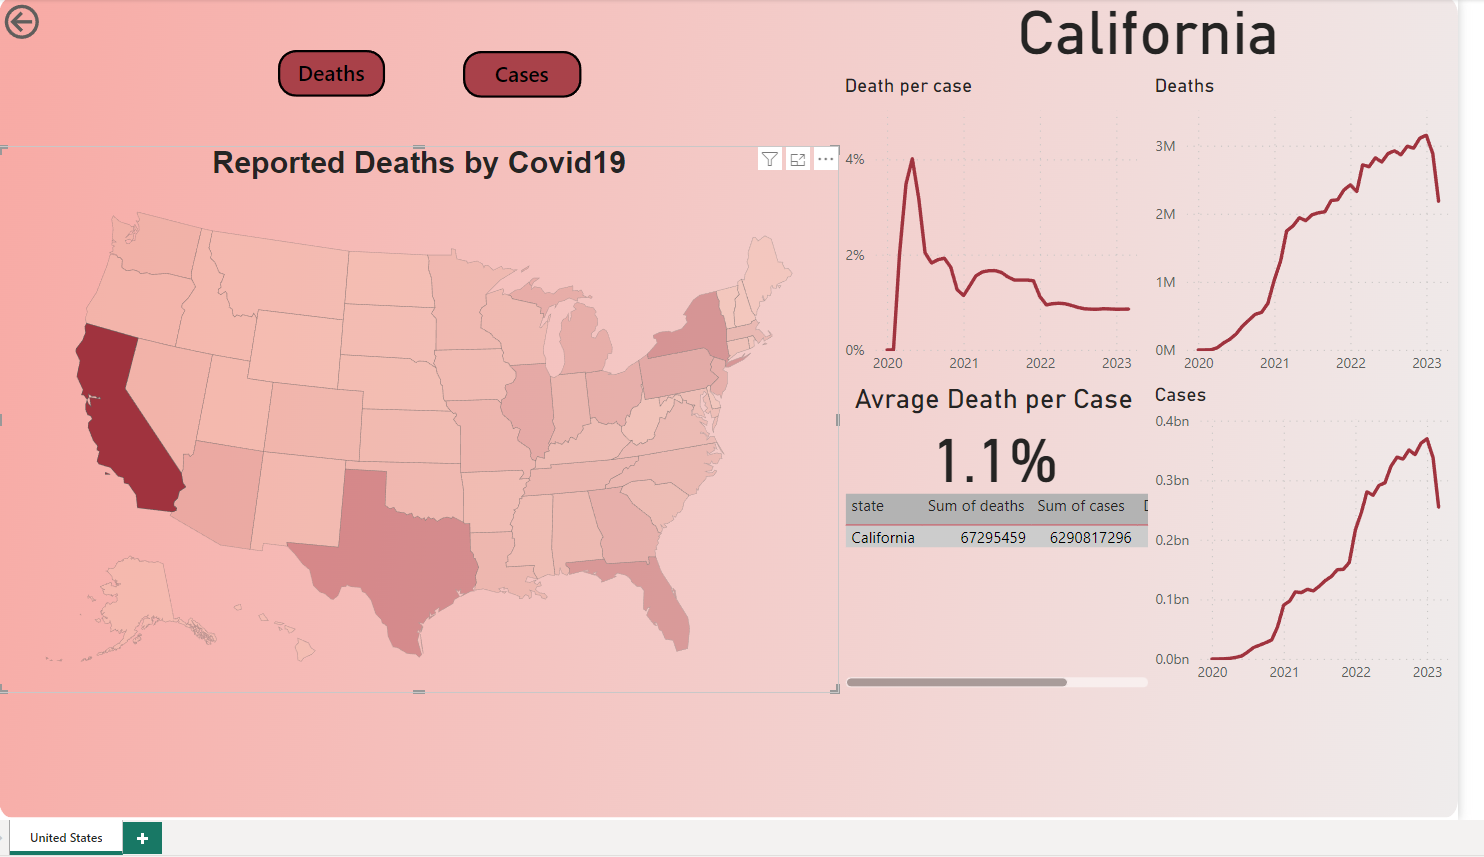 California
Deaths
Cases
Reported Deaths by Covid19
Death per case
4%
2%
0%
2020 2021 2022 2023
Deaths
3M
2M
1M
0M
2020 2021 2022 2023
Avrage Death per Case
1.1%
state Sum of deaths Sum of cases
California 67295459 6290817296
Cases
0.4bn
0.3bn
0.2bn
0.1bn
0.0bn
2020 2021 2022 2023
United States